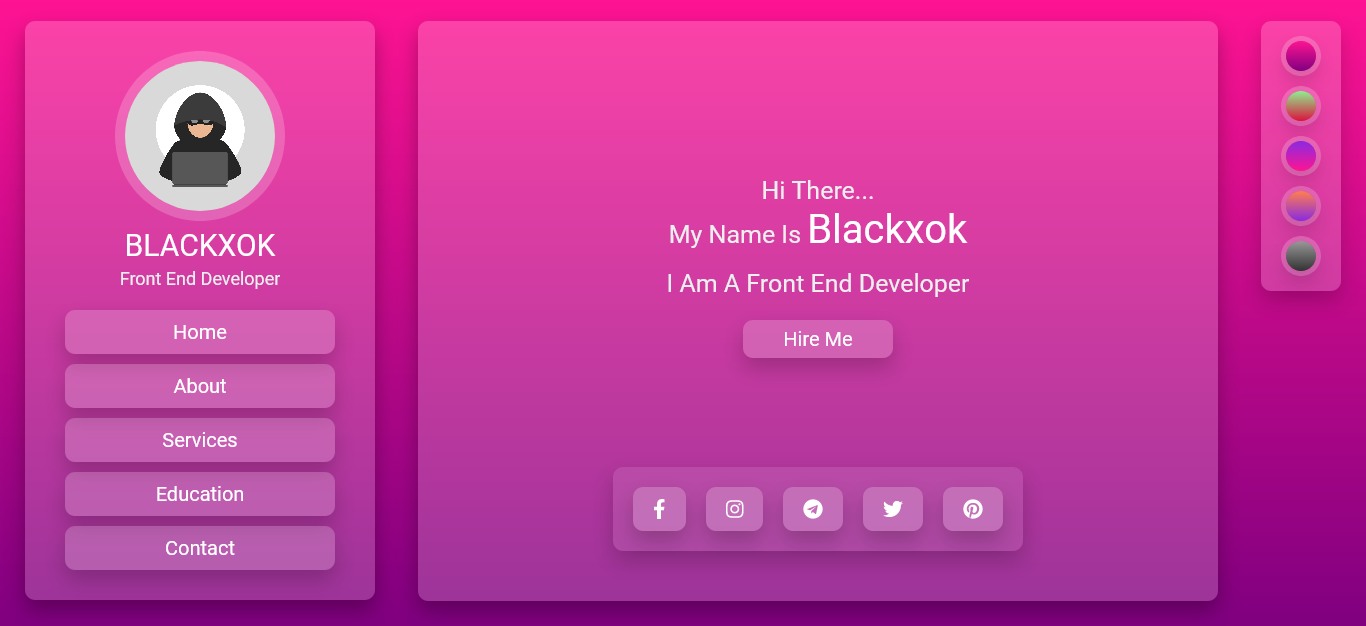 BLACKXOK
Front End Developer
Home
About
Services
Education
Contact
Hi There...
My Name Is Blackxok
I Am A Front End Developer
Hire Me